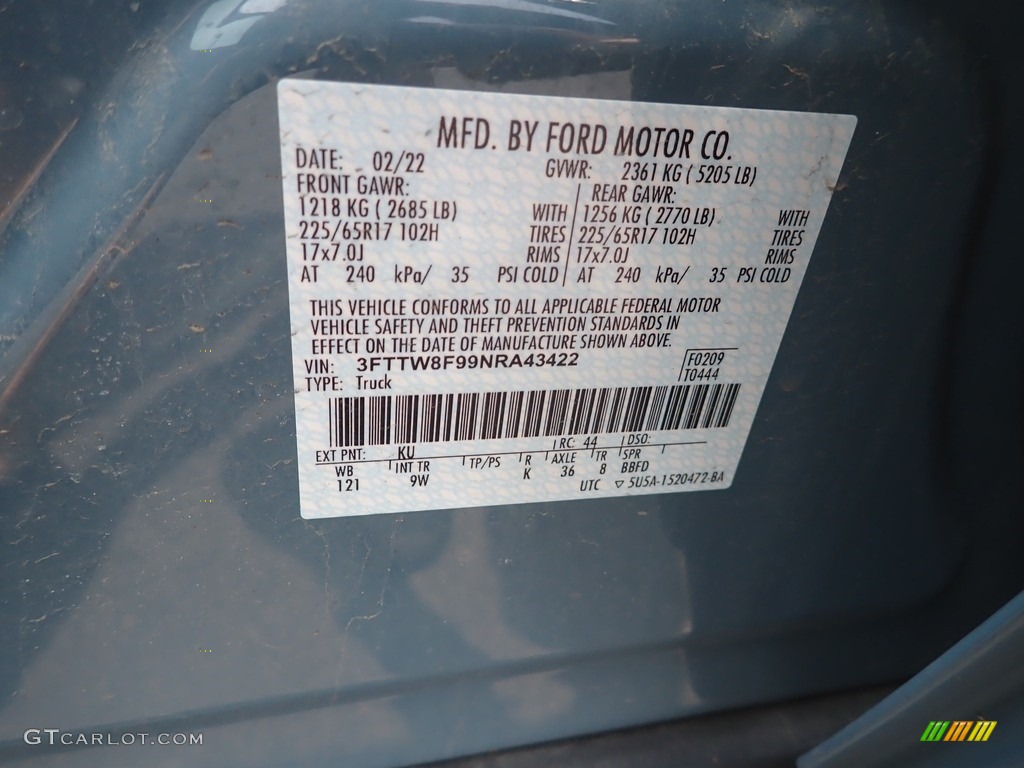 MFD. BY FORD MOTOR CO.
DATE: 02/22 GVWR: 2361 KG ( 5205 LB)
FRONT GAWR: REAR GAWR:
1218 KG ( 2685 LB) WITH 1256 KG ( 2770 LB) WITH
225/65R17 102H TIRES 225/65R17 102H TIRES
17x7.0J RIMS 17x7.0J RIMS
AT 240 kPa/ 35 PSI COLD AT 240 kPa/ 35 PSI COLD
THIS VEHICLE CONFORMS TO ALL APPLICABLE FEDERAL MOTOR
VEHICLE SAFETY AND THEFT PREVENTION STANDARDS IN
EFFECT ON THE DATE OF MANUFACTURE SHOWN ABOVE.
VIN: 3FTTW8F99NRA43422 F0209
TYPE: Truck T0444
EXT PNT: KU RC: 44 DSO:
WB INT TR TP/PS R AXLE TR SPR
121 9W K 36 8 BBFD
UTC ▽ 5U5A-1520472-BA
GTCARLOT.COM